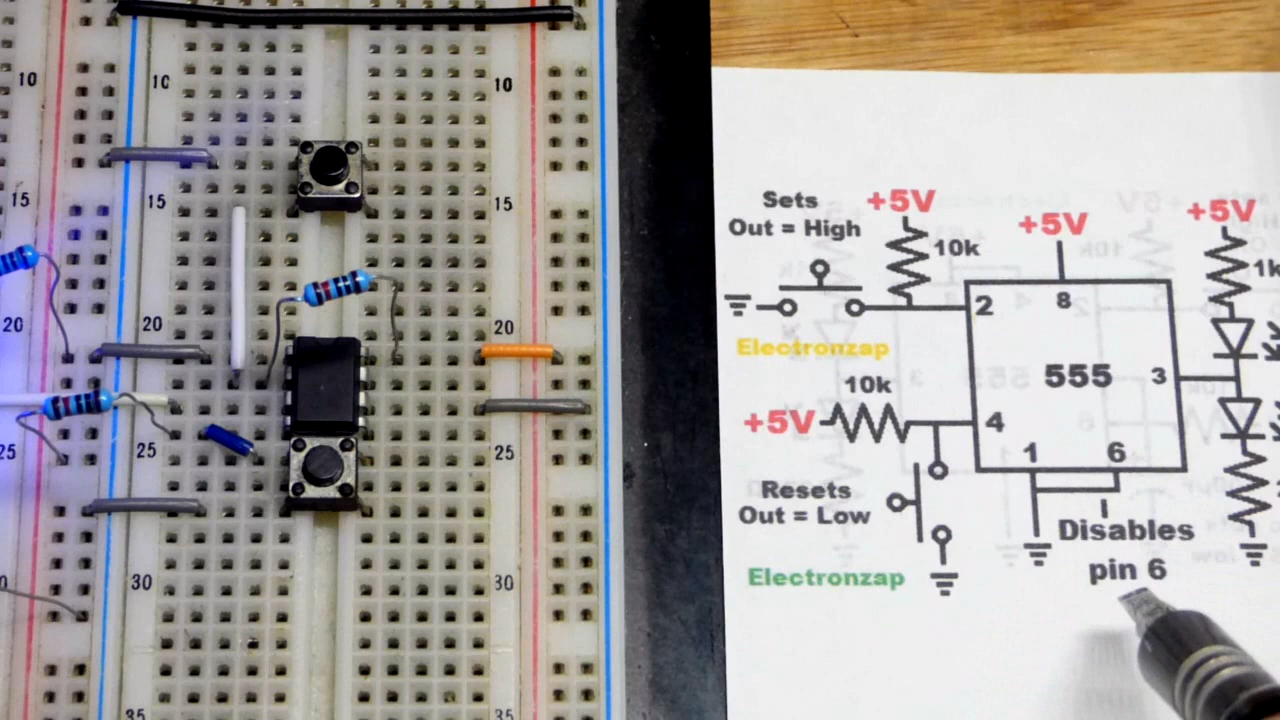 10
10
10
15
15
15
20
20
20
25
25
25
30
30
35
35
Sets
Out = High
+5V
10k
+5V
+5V
1k
2
8
Electronzap
10k
555
3
+5V
4
1
6
Resets
Out = Low
Disables
pin 6
Electronzap